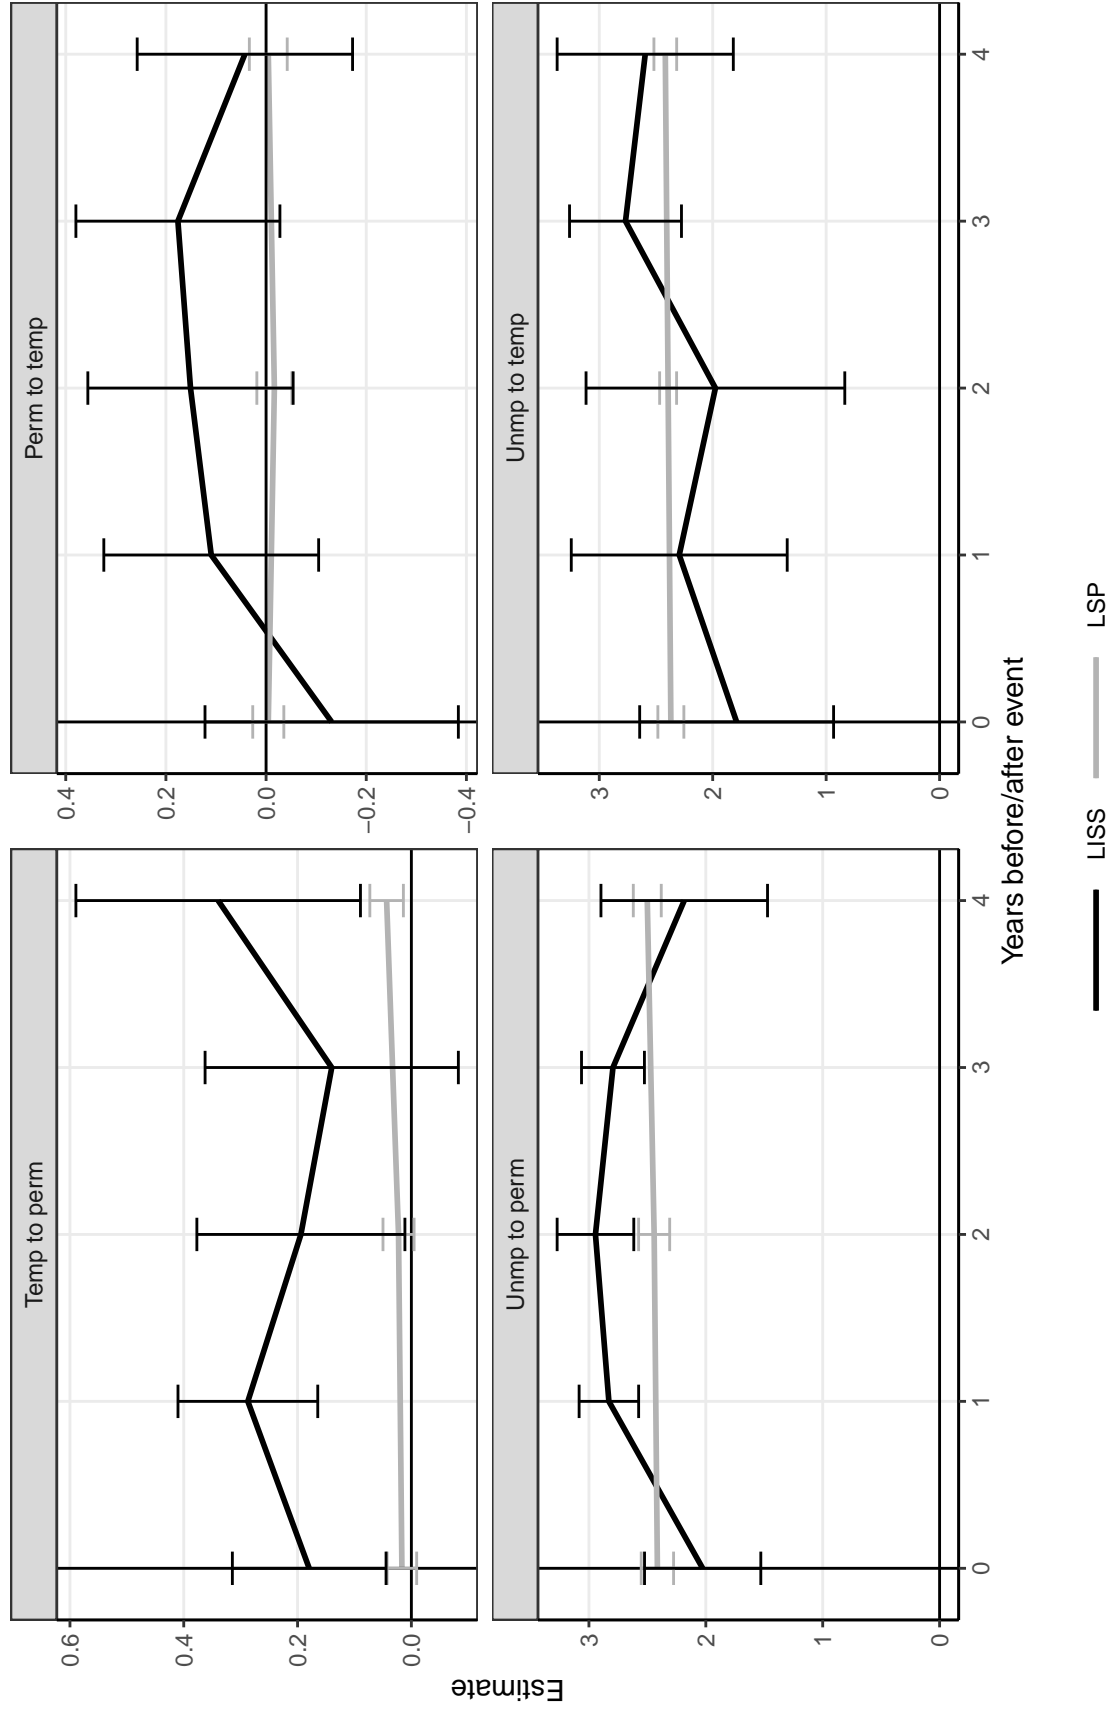 Temp to perm
Perm to temp
0.6
0.4
0.2
0.0
0.4
0.2
0.0
−0.2
−0.4
Unmp to perm
Unmp to temp
3
2
1
0
3
2
1
0
0 1 2 3 4
0 1 2 3 4
Estimate
Years before/after event
LISS LSP